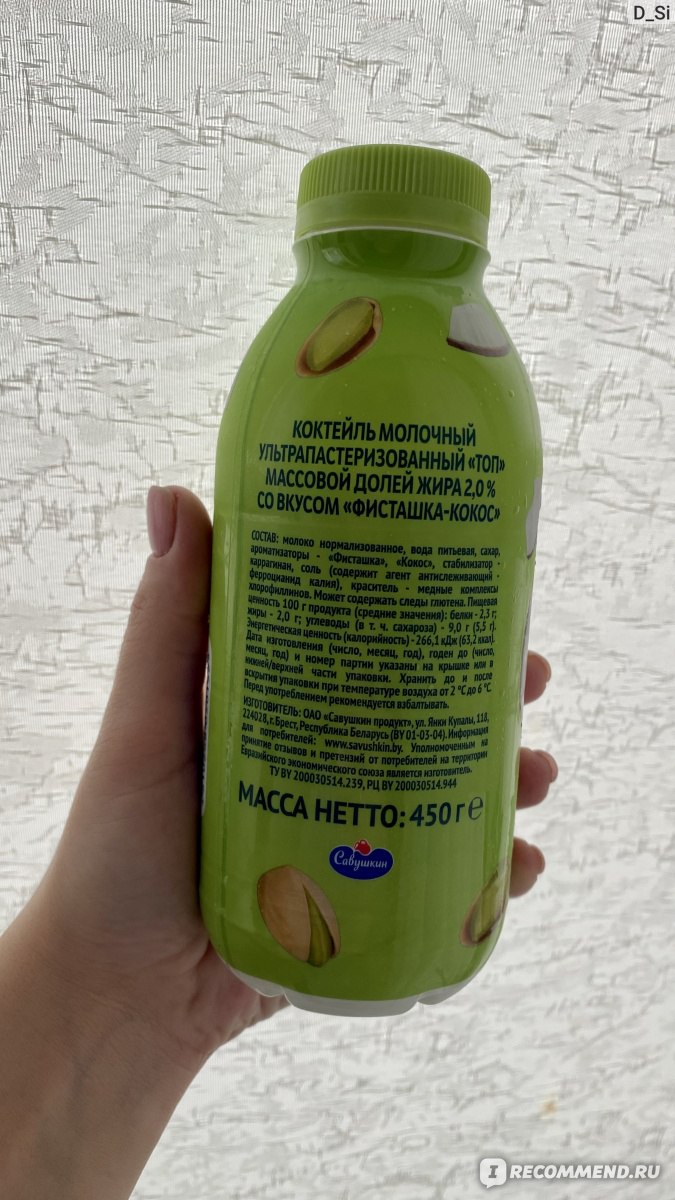 D_Si
КОКТЕЙЛЬ МОЛОЧНЫЙ
УЛЬТРАПАСТЕРИЗОВАННЫЙ «ТОП»
МАССОВОЙ ДОЛЕЙ ЖИРА 2,0 %
СО ВКУСОМ «ФИСТАШКА-КОКОС»
СОСТАВ: молоко нормализованное, вода питьевая, сахар,
ароматизаторы - «Фисташка», «Кокос», стабилизатор -
каррагинан, соль (содержит агент антислеживающий -
ферроцианид калия), краситель - медные комплексы
хлорофиллинов. Может содержать следы глютена. Пищевая
ценность 100 г продукта (средние значения): белки - 2,3 г;
жиры - 2,0 г; углеводы (в т. ч. сахароза) - 9,0 г (5,5 г).
Энергетическая ценность (калорийность) - 266,1 кДж (63,2 ккал).
Дата изготовления (число, месяц, год), годен до (число,
месяц, год) и номер партии указаны на крышке или в
нижней/верхней части упаковки. Хранить до и после
вскрытия упаковки при температуре воздуха от 2 °С до 6 °С
Перед употреблением рекомендуется взбалтывать.
ИЗГОТОВИТЕЛЬ: ОАО «Савушкин продукт», ул. Янки Купалы, 118,
224028, г. Брест, Республика Беларусь (BY 01-03-04). Информация
для потребителей: www.savushkin.by. Уполномоченным на
принятие отзывов и претензий от потребителей на территории
Евразийского экономического союза является изготовитель.
ТУ BY 200030514.239, РЦ BY 200030514.944
МАССА НЕТТО: 450 г ℮
Савушкин
IRECOMMEND.RU